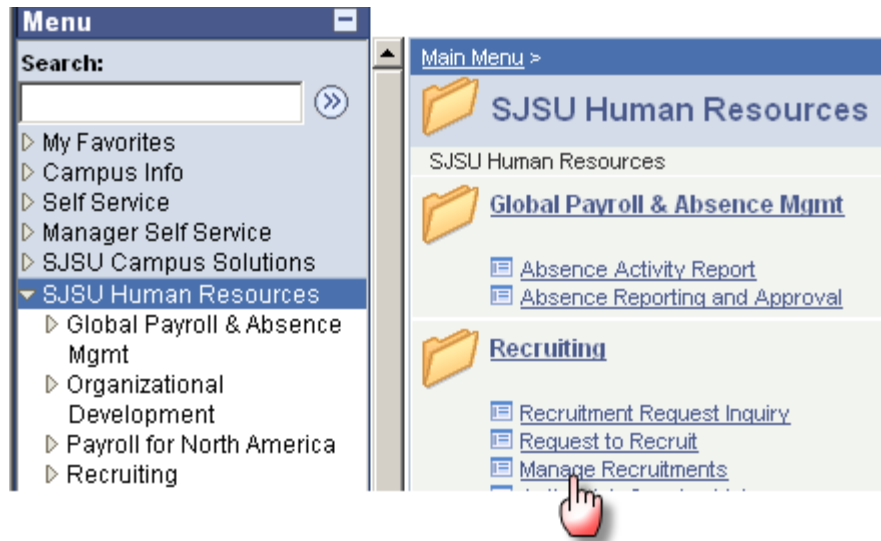 Menu
Search:
My Favorites
Campus Info
Self Service
Manager Self Service
SJSU Campus Solutions
SJSU Human Resources
Global Payroll & Absence
Mgmt
Organizational
Development
Payroll for North America
Recruiting
Main Menu >
SJSU Human Resources
SJSU Human Resources
Global Payroll & Absence Mgmt
Absence Activity Report
Absence Reporting and Approval
Recruiting
Recruitment Request Inquiry
Request to Recruit
Manage Recruitments